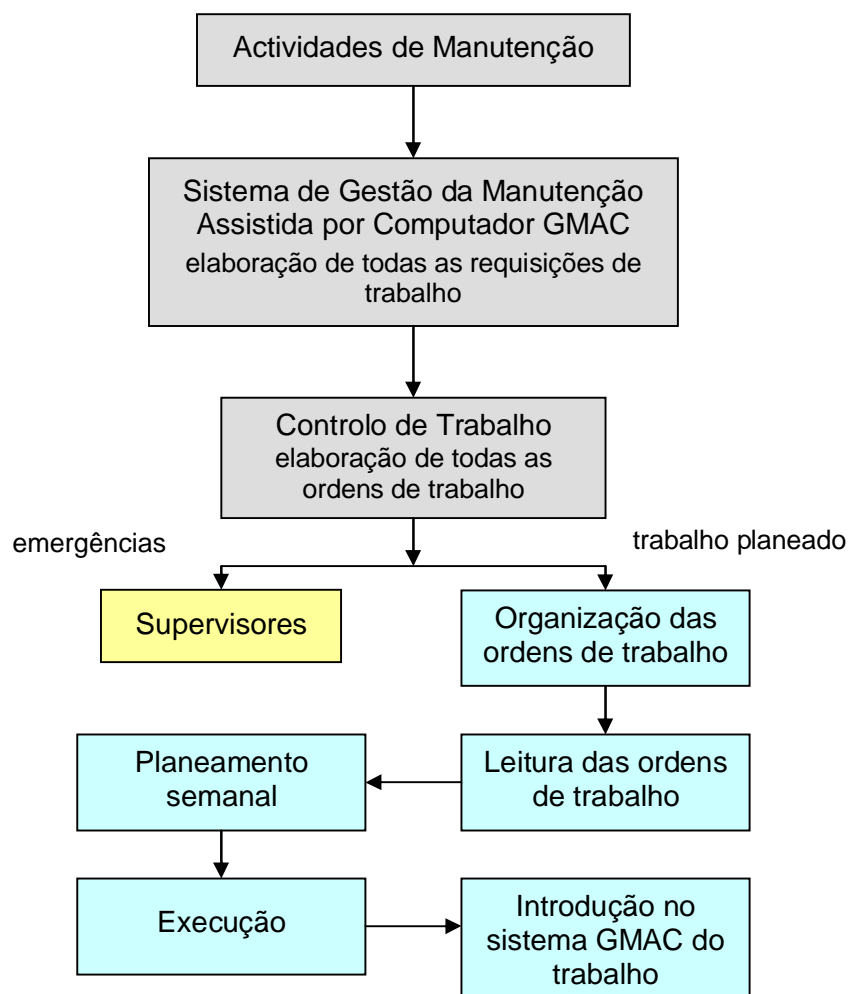 Actividades de Manutenção
Sistema de Gestão da Manutenção
Assistida por Computador GMAC
elaboração de todas as requisições de
trabalho
Controlo de Trabalho
elaboração de todas as
ordens de trabalho
emergências
trabalho planeado
Supervisores
Organização das
ordens de trabalho
Planeamento
semanal
Leitura das ordens
de trabalho
Execução
Introdução no
sistema GMAC do
trabalho